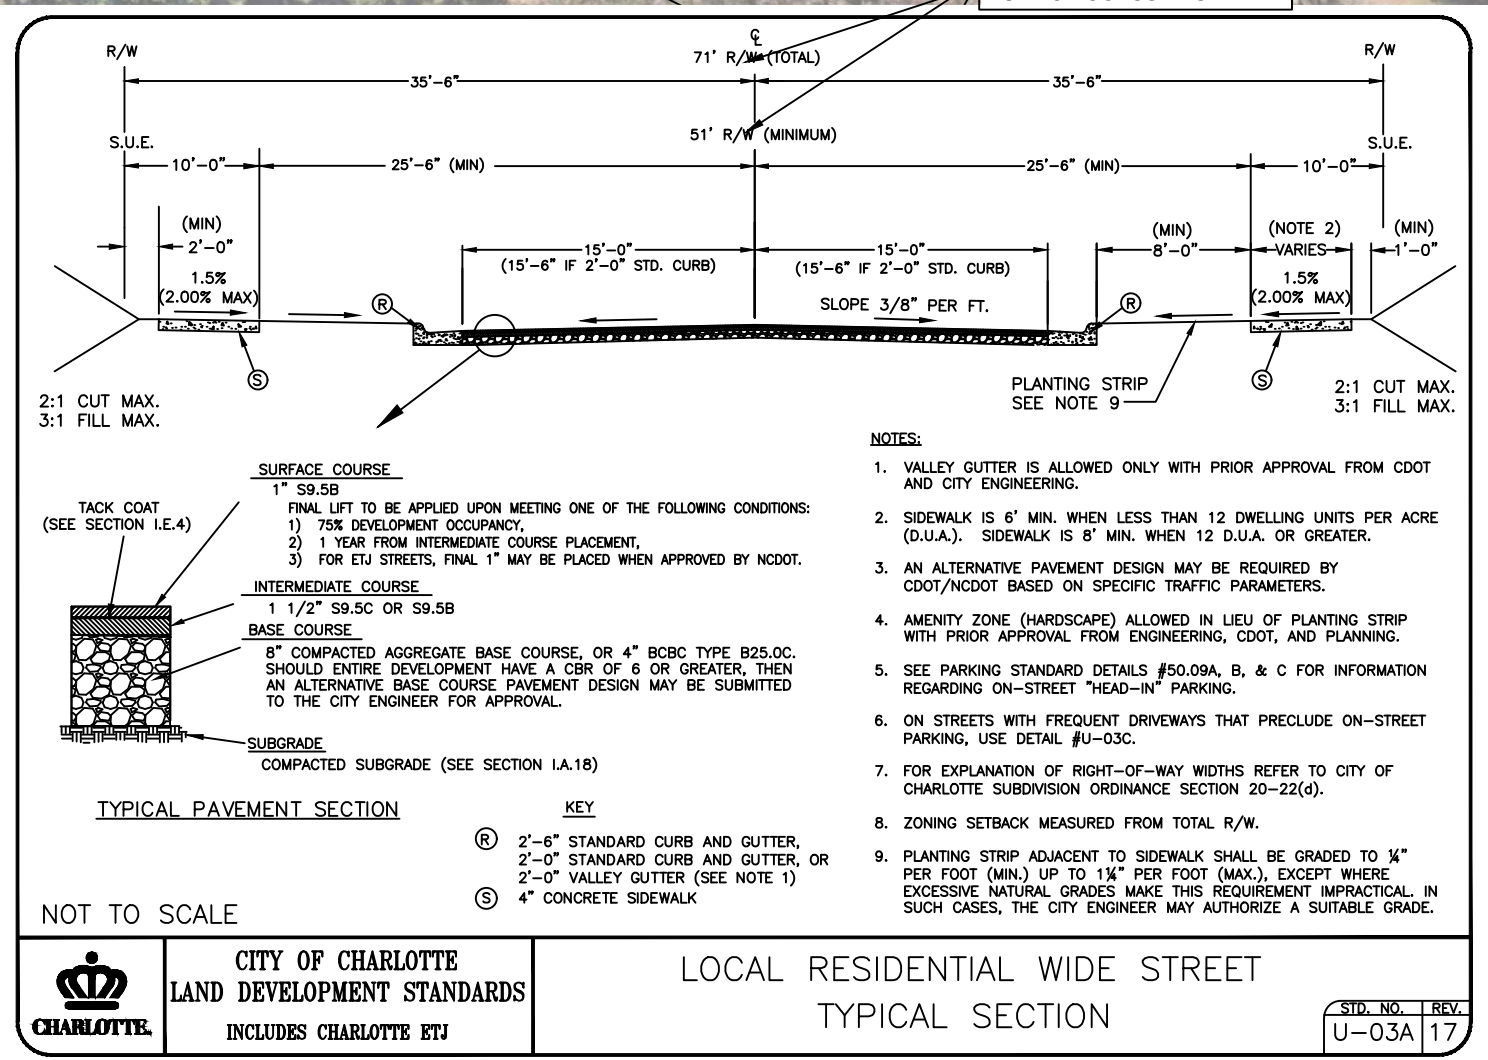 R/W
℄
71' R/W (TOTAL)
R/W
35'-6"
35'-6"
51' R/W (MINIMUM)
S.U.E.
S.U.E.
10'-0"
25'-6" (MIN)
25'-6" (MIN)
10'-0"
(MIN)
2'-0"
15'-0"
(15'-6" IF 2'-0" STD. CURB)
15'-0"
(15'-6" IF 2'-0" STD. CURB)
(MIN)
8'-0"
(NOTE 2)
VARIES
(MIN)
1'-0"
1.5%
(2.00% MAX)
R
SLOPE 3/8" PER FT.
R
1.5%
(2.00% MAX)
S
S
PLANTING STRIP
SEE NOTE 9
2:1 CUT MAX.
3:1 FILL MAX.
2:1 CUT MAX.
3:1 FILL MAX.
SURFACE COURSE
1" S9.5B
FINAL LIFT TO BE APPLIED UPON MEETING ONE OF THE FOLLOWING CONDITIONS:
1) 75% DEVELOPMENT OCCUPANCY,
2) 1 YEAR FROM INTERMEDIATE COURSE PLACEMENT,
3) FOR ETJ STREETS, FINAL 1" MAY BE PLACED WHEN APPROVED BY NCDOT.
TACK COAT
(SEE SECTION I.E.4)
INTERMEDIATE COURSE
1 1/2" S9.5C OR S9.5B
BASE COURSE
8" COMPACTED AGGREGATE BASE COURSE, OR 4" BCBC TYPE B25.0C.
SHOULD ENTIRE DEVELOPMENT HAVE A CBR OF 6 OR GREATER, THEN
AN ALTERNATIVE BASE COURSE PAVEMENT DESIGN MAY BE SUBMITTED
TO THE CITY ENGINEER FOR APPROVAL.
SUBGRADE
COMPACTED SUBGRADE (SEE SECTION I.A.18)
TYPICAL PAVEMENT SECTION
KEY
R 2'-6" STANDARD CURB AND GUTTER,
2'-0" STANDARD CURB AND GUTTER, OR
2'-0" VALLEY GUTTER (SEE NOTE 1)
S 4" CONCRETE SIDEWALK
NOT TO SCALE
NOTES:
1. VALLEY GUTTER IS ALLOWED ONLY WITH PRIOR APPROVAL FROM CDOT
AND CITY ENGINEERING.
2. SIDEWALK IS 6' MIN. WHEN LESS THAN 12 DWELLING UNITS PER ACRE
(D.U.A.). SIDEWALK IS 8' MIN. WHEN 12 D.U.A. OR GREATER.
3. AN ALTERNATIVE PAVEMENT DESIGN MAY BE REQUIRED BY
CDOT/NCDOT BASED ON SPECIFIC TRAFFIC PARAMETERS.
4. AMENITY ZONE (HARDSCAPE) ALLOWED IN LIEU OF PLANTING STRIP
WITH PRIOR APPROVAL FROM ENGINEERING, CDOT, AND PLANNING.
5. SEE PARKING STANDARD DETAILS #50.09A, B, & C FOR INFORMATION
REGARDING ON-STREET "HEAD-IN" PARKING.
6. ON STREETS WITH FREQUENT DRIVEWAYS THAT PRECLUDE ON-STREET
PARKING, USE DETAIL #U-03C.
7. FOR EXPLANATION OF RIGHT-OF-WAY WIDTHS REFER TO CITY OF
CHARLOTTE SUBDIVISION ORDINANCE SECTION 20-22(d).
8. ZONING SETBACK MEASURED FROM TOTAL R/W.
9. PLANTING STRIP ADJACENT TO SIDEWALK SHALL BE GRADED TO ¼"
PER FOOT (MIN.) UP TO 1¼" PER FOOT (MAX.), EXCEPT WHERE
EXCESSIVE NATURAL GRADES MAKE THIS REQUIREMENT IMPRACTICAL. IN
SUCH CASES, THE CITY ENGINEER MAY AUTHORIZE A SUITABLE GRADE.
CHARLOTTE.
CITY OF CHARLOTTE
LAND DEVELOPMENT STANDARDS
INCLUDES CHARLOTTE ETJ
LOCAL RESIDENTIAL WIDE STREET
TYPICAL SECTION
STD. NO. REV.
U-03A 17